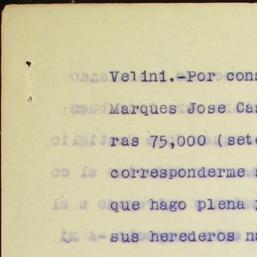 Velini.-Por cons
Marques Jose Ca
ras 75,000 (set
corresponderme
que hago plena
sus herederos n